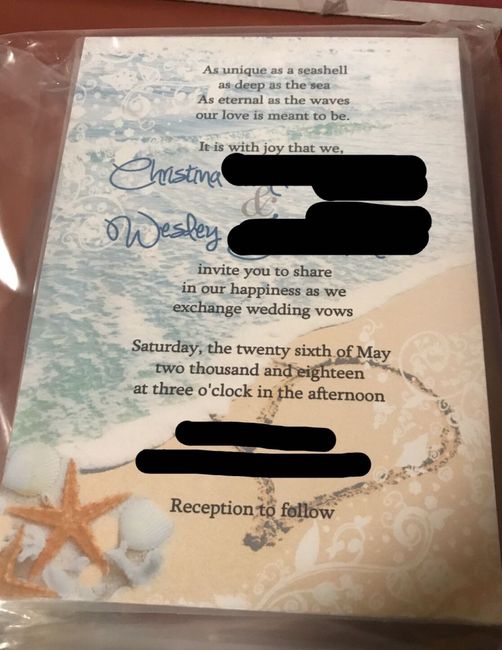 As unique as a seashell
as deep as the sea
As eternal as the waves
our love is meant to be.
It is with joy that we,
Christina
&
Wesley
invite you to share
in our happiness as we
exchange wedding vows
Saturday, the twenty sixth of May
two thousand and eighteen
at three o'clock in the afternoon
Reception to follow